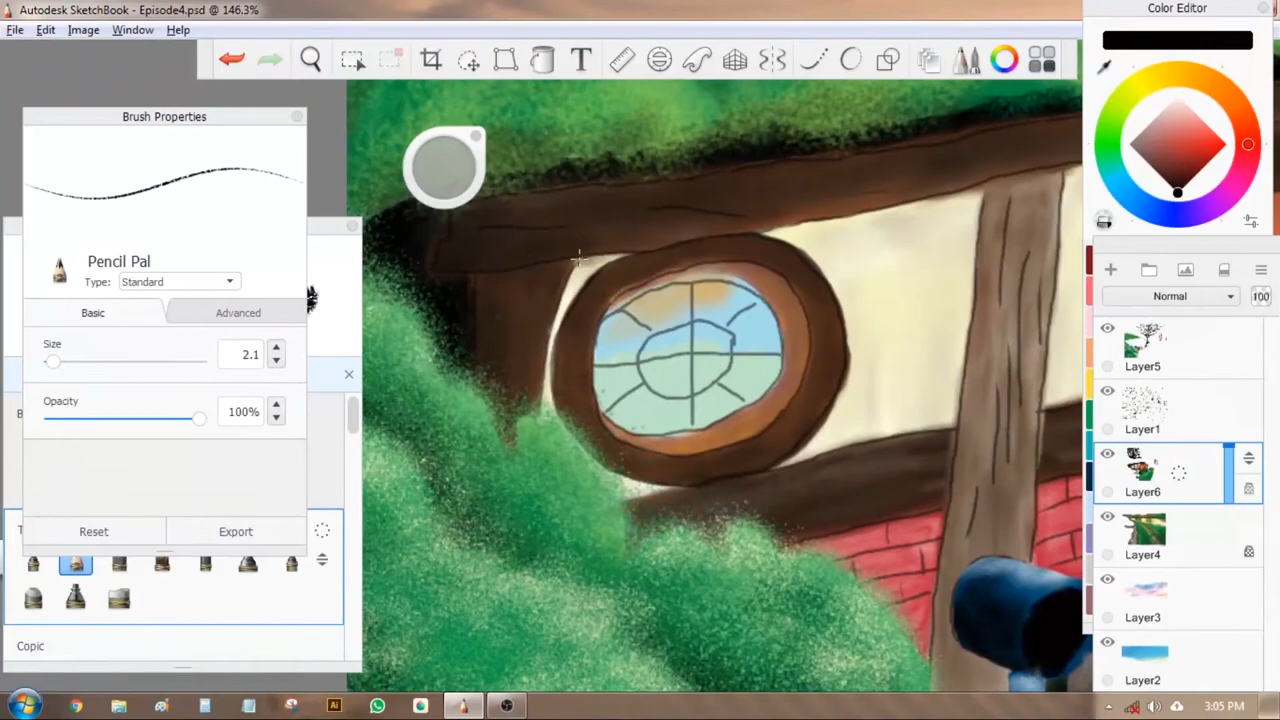 Autodesk SketchBook - Episode4.psd @ 146.3%
File Edit Image Window Help
T
Color Editor
Brush Properties
Pencil Pal
Type: Standard
Basic Advanced
Size
2.1
Opacity
100%
Reset Export
Copic
Normal 100
Layer5
Layer1
Layer6
Layer4
Layer3
Layer2
Ai
3:05 PM